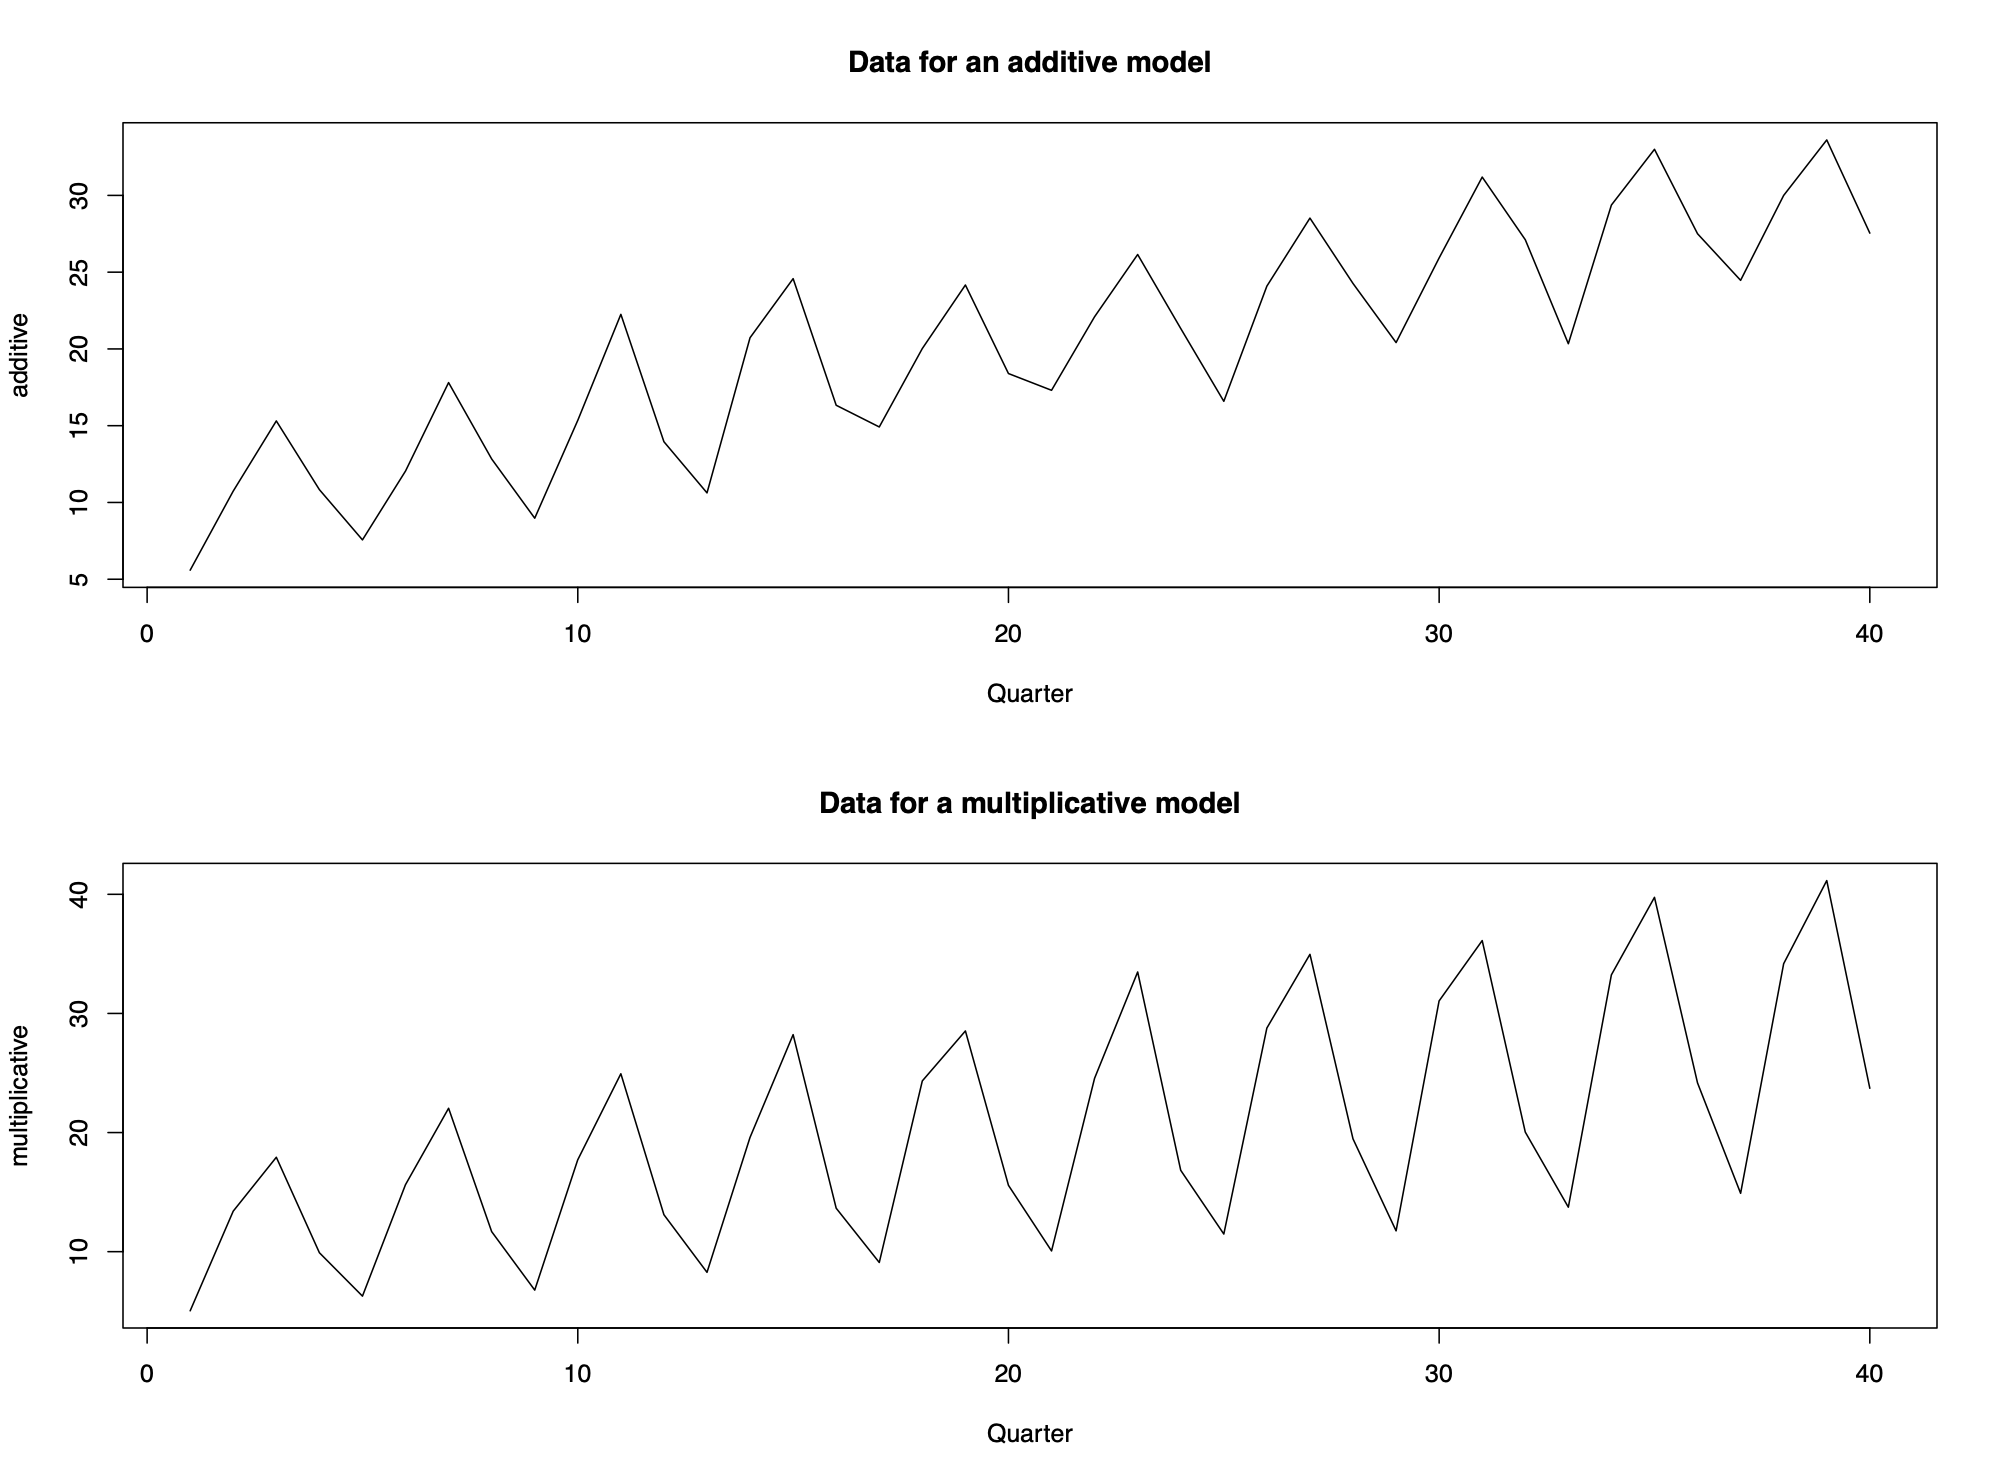 Data for an additive model
additive
30
25
20
15
10
5
0 10 20 30 40
Quarter
Data for a multiplicative model
multiplicative
40
30
20
10
0 10 20 30 40
Quarter